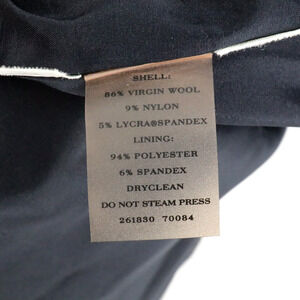 SHELL:
86% VIRGIN WOOL
9% NYLON
5% LYCRA®SPANDEX
LINING:
94% POLYESTER
6% SPANDEX
DRYCLEAN
DO NOT STEAM PRESS
261830 70084